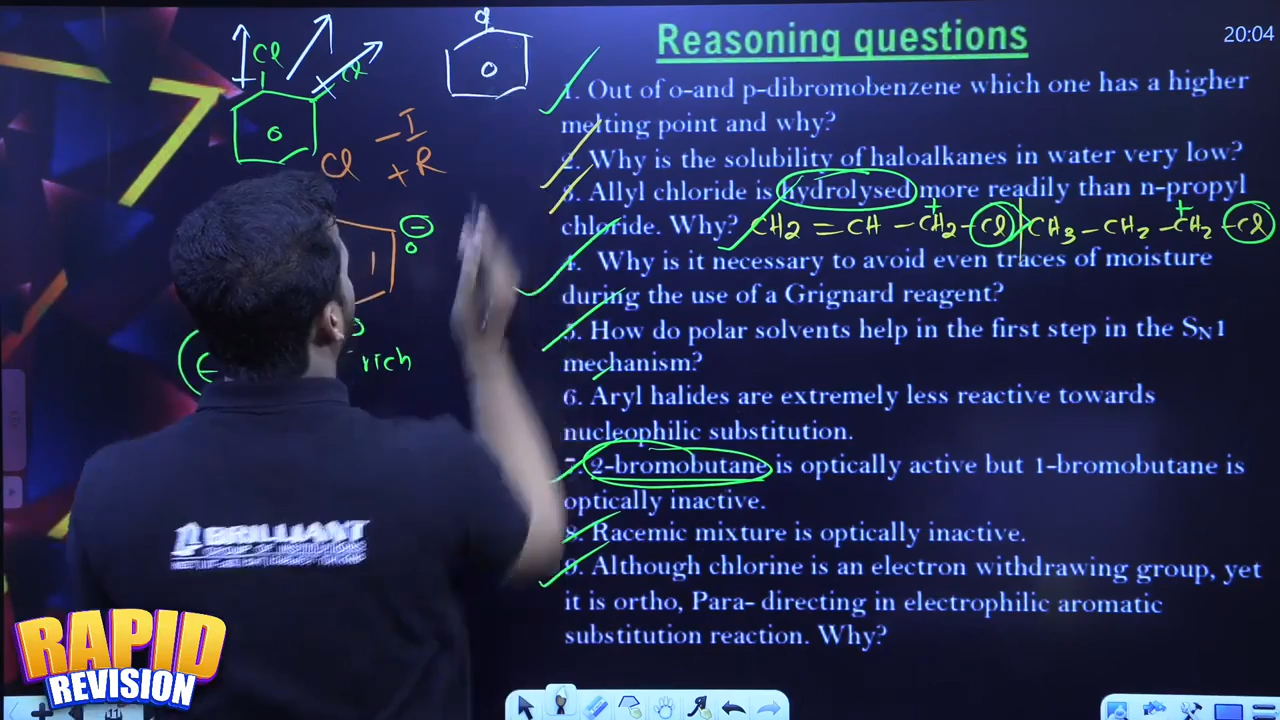 Reasoning questions
20:04
1. Out of o-and p-dibromobenzene which one has a higher
melting point and why?
2. Why is the solubility of haloalkanes in water very low?
3. Allyl chloride is hydrolysed more readily than n-propyl
chloride. Why?
CH2 = CH - CH2 - Cl
CH3 - CH2 - CH2 - Cl
4. Why is it necessary to avoid even traces of moisture
during the use of a Grignard reagent?
5. How do polar solvents help in the first step in the SN1
mechanism?
6. Aryl halides are extremely less reactive towards
nucleophilic substitution.
7. 2-bromobutane is optically active but 1-bromobutane is
optically inactive.
8. Racemic mixture is optically inactive.
9. Although chlorine is an electron withdrawing group, yet
it is ortho, Para- directing in electrophilic aromatic
substitution reaction. Why?
Cl
Cl
Cl
-I
+R
rich
BRILLIANT
RAPID
REVISION